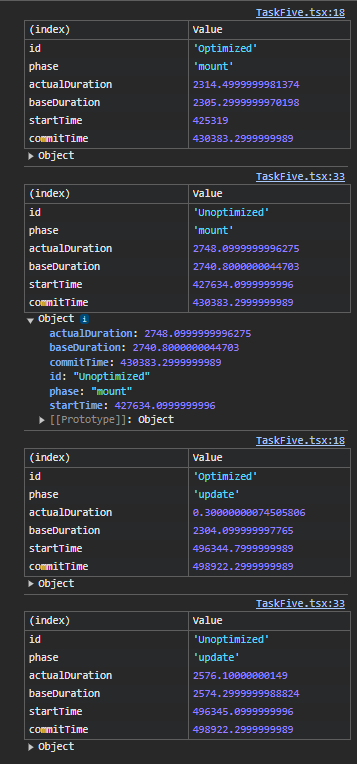 TaskFive.tsx:18
(index) Value
id 'Optimized'
phase 'mount'
actualDuration 2314.4999999981374
baseDuration 2305.2999999970198
startTime 425319
commitTime 430383.2999999989
Object
TaskFive.tsx:33
(index) Value
id 'Unoptimized'
phase 'mount'
actualDuration 2748.0999999996275
baseDuration 2740.8000000044703
startTime 427634.0999999996
commitTime 430383.2999999989
Object i
actualDuration: 2748.0999999996275
baseDuration: 2740.8000000044703
commitTime: 430383.2999999989
id: "Unoptimized"
phase: "mount"
startTime: 427634.0999999996
[[Prototype]]: Object
TaskFive.tsx:18
(index) Value
id 'Optimized'
phase 'update'
actualDuration 0.30000000074505806
baseDuration 2304.099999997765
startTime 496344.7999999989
commitTime 498922.2999999989
Object
TaskFive.tsx:33
(index) Value
id 'Unoptimized'
phase 'update'
actualDuration 2576.10000000149
baseDuration 2574.2999999988824
startTime 496345.0999999996
commitTime 498922.2999999989
Object